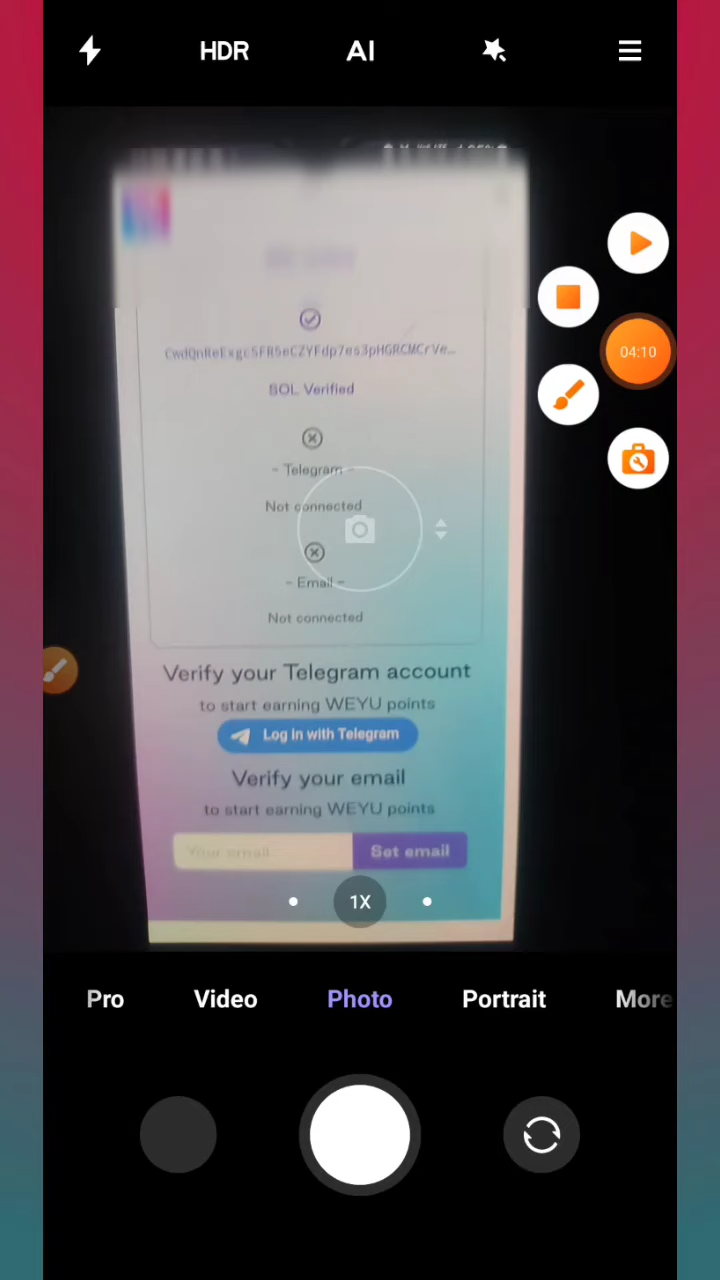 HDR
AI
SOL Verified
- Telegram -
Not connected
- Email -
Not connected
04:10
Verify your Telegram account
to start earning WEYU points
Log in with Telegram
Verify your email
to start earning WEYU points
Your email
Set email
1X
Pro
Video
Photo
Portrait
More